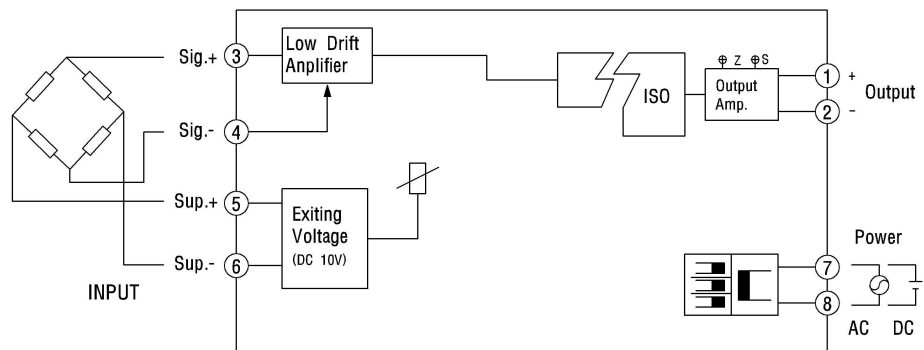 Sig.+
3
Low Drift
Anplifier
Sig.-
4
Sup.+
5
Exiting
Voltage
(DC 10V)
Sup.-
6
INPUT
ISO
Z S
Output
Amp.
1 +
2 -
Output
Power
7
8
AC DC